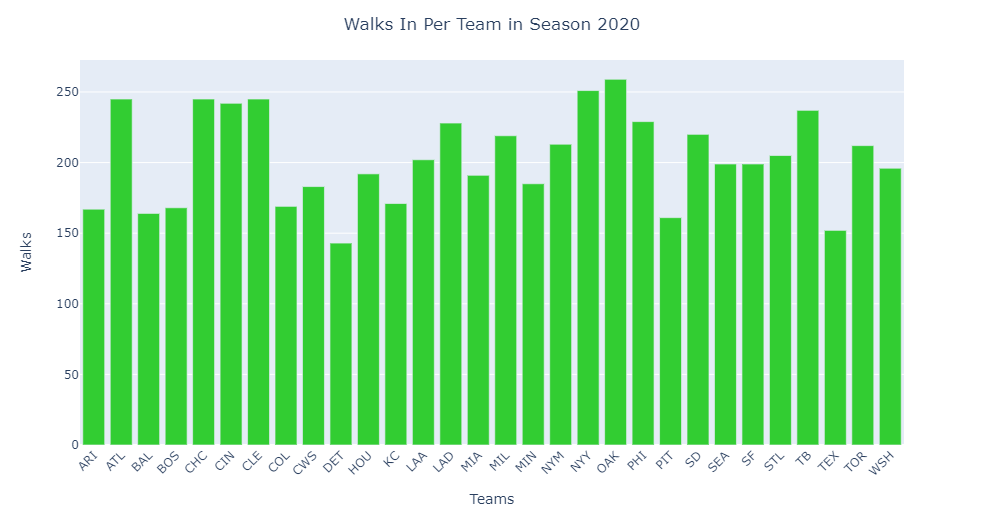 Walks In Per Team in Season 2020
250
200
150
100
50
0
Walks
ARI
ATL
BAL
BOS
CHC
CIN
CLE
COL
CWS
DET
HOU
KC
LAA
LAD
MIA
MIL
MIN
NYM
NYY
OAK
PHI
PIT
SD
SEA
SF
STL
TB
TEX
TOR
WSH
Teams